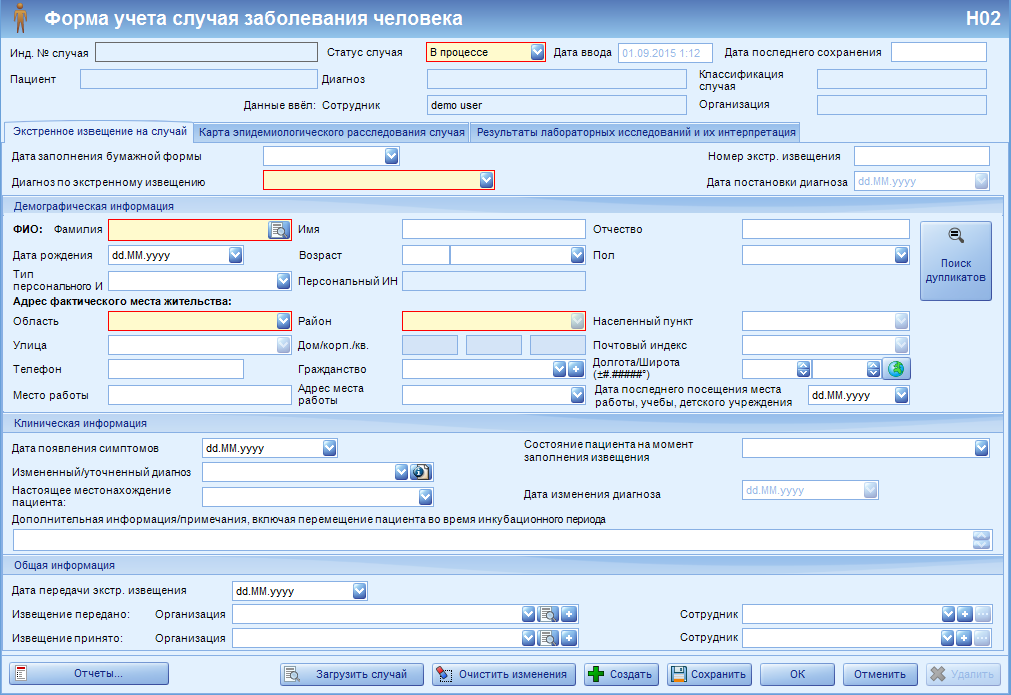 Форма учета случая заболевания человека H02
Инд. № случая Статус случая В процессе Дата ввода 01.09.2015 1:12 Дата последнего сохранения
Пациент Диагноз Классификация случая
Данные ввёл: Сотрудник demo user Организация
Экстренное извещение на случай Карта эпидемиологического расследования случая Результаты лабораторных исследований и их интерпретация
Дата заполнения бумажной формы Номер экстр. извещения
Диагноз по экстренному извещению Дата постановки диагноза dd.MM.yyyy
Демографическая информация
ФИО: Фамилия Имя Отчество
Дата рождения dd.MM.yyyy Возраст Пол
Поиск дупликатов
Тип персонального И Персональный ИН
Адрес фактического места жительства:
Область Район Населенный пункт
Улица Дом/корп./кв. Почтовый индекс
Телефон Гражданство Долгота/Широта (±#.#####°)
Место работы Адрес места работы Дата последнего посещения места работы, учебы, детского учреждения dd.MM.yyyy
Клиническая информация
Дата появления симптомов dd.MM.yyyy Состояние пациента на момент заполнения извещения
Измененный/уточненный диагноз
Настоящее местонахождение пациента: Дата изменения диагноза dd.MM.yyyy
Дополнительная информация/примечания, включая перемещение пациента во время инкубационного периода
Общая информация
Дата передачи экстр. извещения dd.MM.yyyy
Извещение передано: Организация Сотрудник
Извещение принято: Организация Сотрудник
Отчеты... Загрузить случай Очистить изменения Создать Сохранить ОК Отменить Удалить